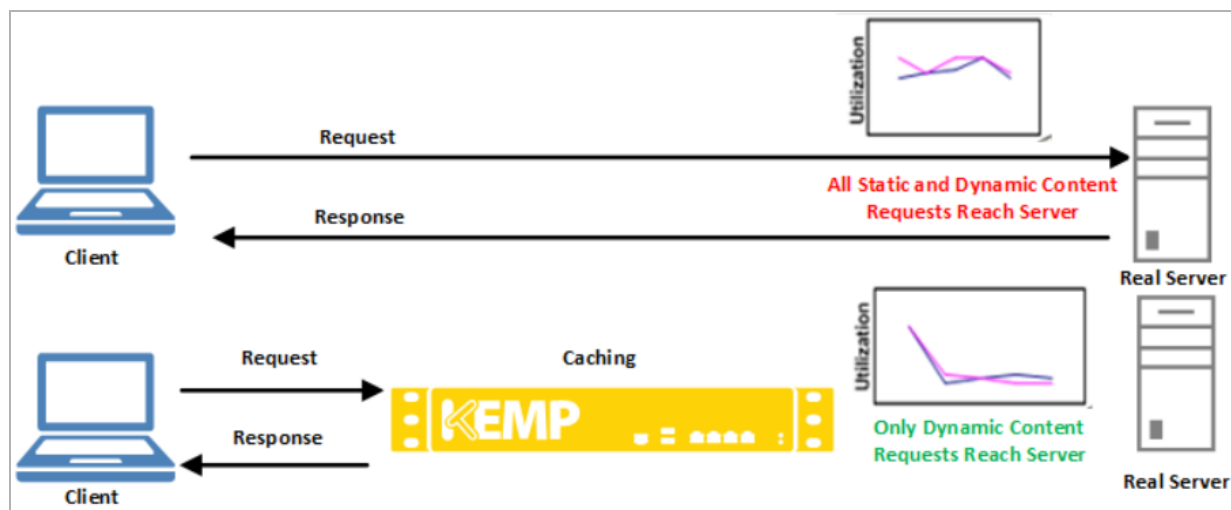 Utilization
Request
All Static and Dynamic Content
Requests Reach Server
Response
Client
Real Server
Utilization
Request
Caching
KEMP
Only Dynamic Content
Requests Reach Server
Response
Client
Real Server